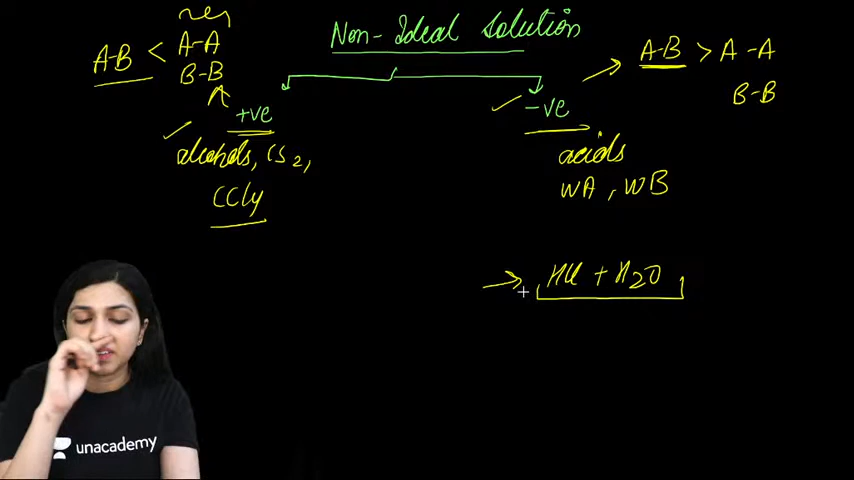 Non-Ideal Solution
A-B < A-A
B-B
+ve
alcohols, CS2,
CCl4
-ve
A-B > A-A
B-B
acids
WA, WB
HCl + H2O
unacademy